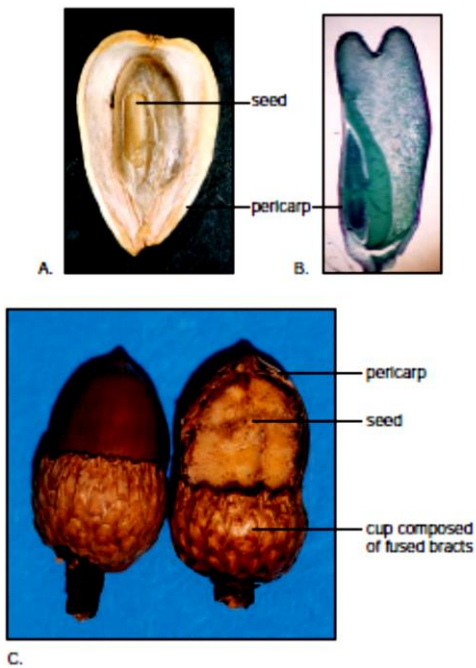 seed
pericarp
A.
B.
pericarp
seed
cup composed
of fused bracts
C.